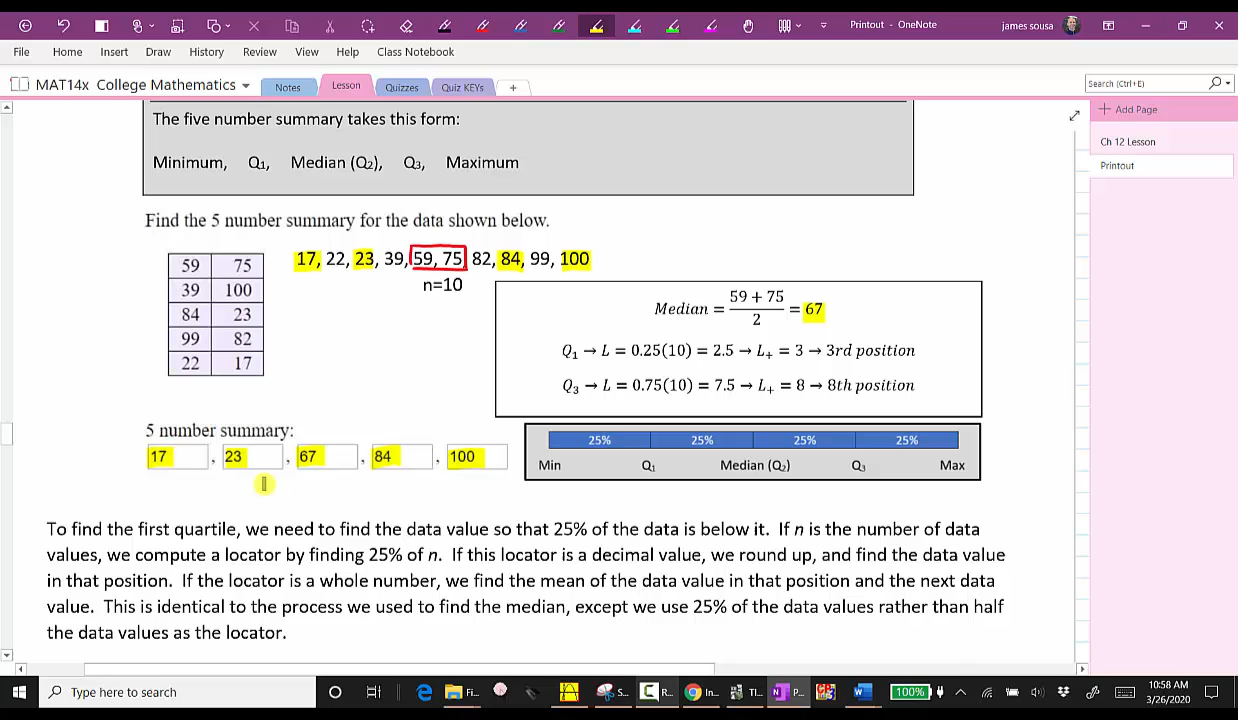 Printout - OneNote
james sousa
File Home Insert Draw History Review View Help Class Notebook
MAT14x College Mathematics
Notes Lesson Quizzes Quiz KEYs +
Search (Ctrl+E)
Add Page
Ch 12 Lesson
Printout
The five number summary takes this form:
Minimum, Q₁, Median (Q₂), Q₃, Maximum
Find the 5 number summary for the data shown below.
17, 22, 23, 39, 59, 75, 82, 84, 99, 100
n=10
59 75
39 100
84 23
99 82
22 17
Median = (59 + 75)/2 = 67
Q₁ → L = 0.25(10) = 2.5 → L₊ = 3 → 3rd position
Q₃ → L = 0.75(10) = 7.5 → L₊ = 8 → 8th position
5 number summary:
17 , 23 , 67 , 84 , 100
25% 25% 25% 25%
Min Q₁ Median (Q₂) Q₃ Max
To find the first quartile, we need to find the data value so that 25% of the data is below it. If n is the number of data
values, we compute a locator by finding 25% of n. If this locator is a decimal value, we round up, and find the data value
in that position. If the locator is a whole number, we find the mean of the data value in that position and the next data
value. This is identical to the process we used to find the median, except we use 25% of the data values rather than half
the data values as the locator.
Type here to search
Fi...
S...
R...
In...
TI...
P...
100%
10:58 AM
3/26/2020